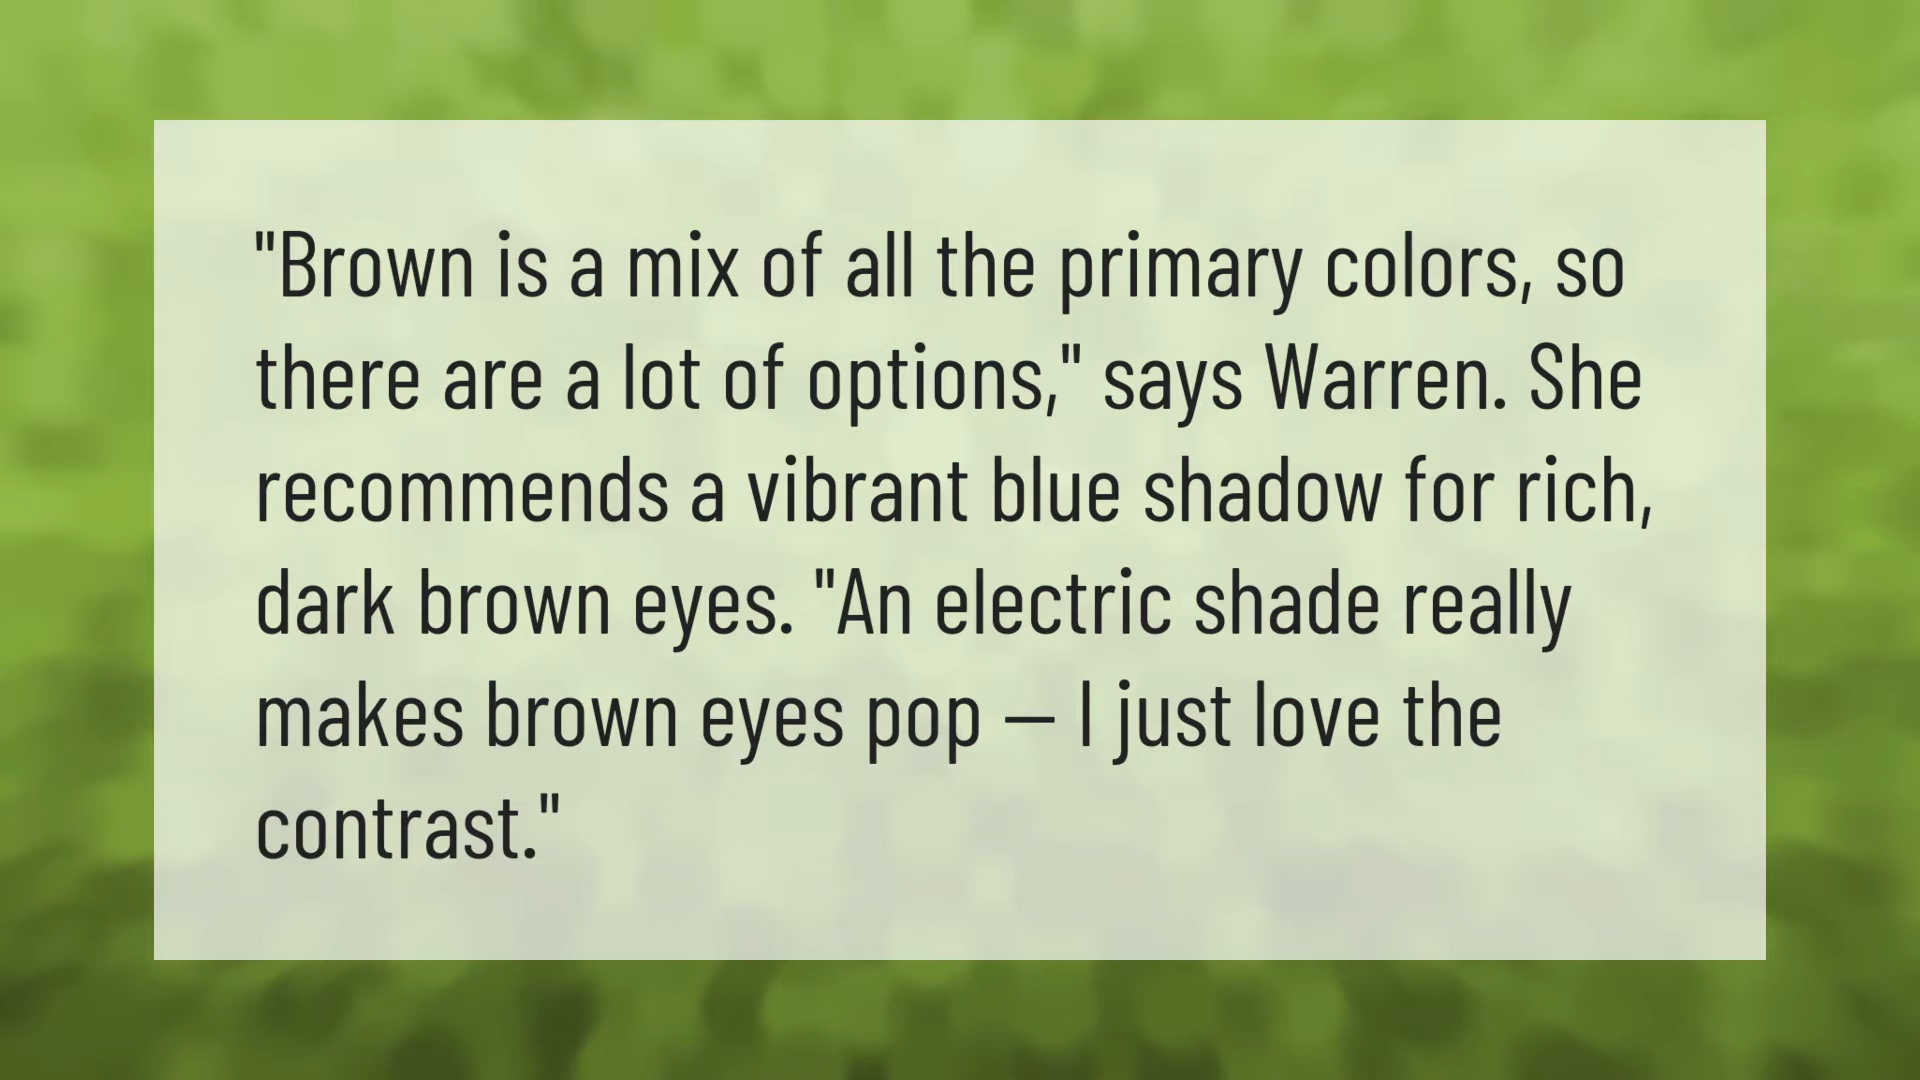 "Brown is a mix of all the primary colors, so
there are a lot of options," says Warren. She
recommends a vibrant blue shadow for rich,
dark brown eyes. "An electric shade really
makes brown eyes pop — I just love the
contrast."